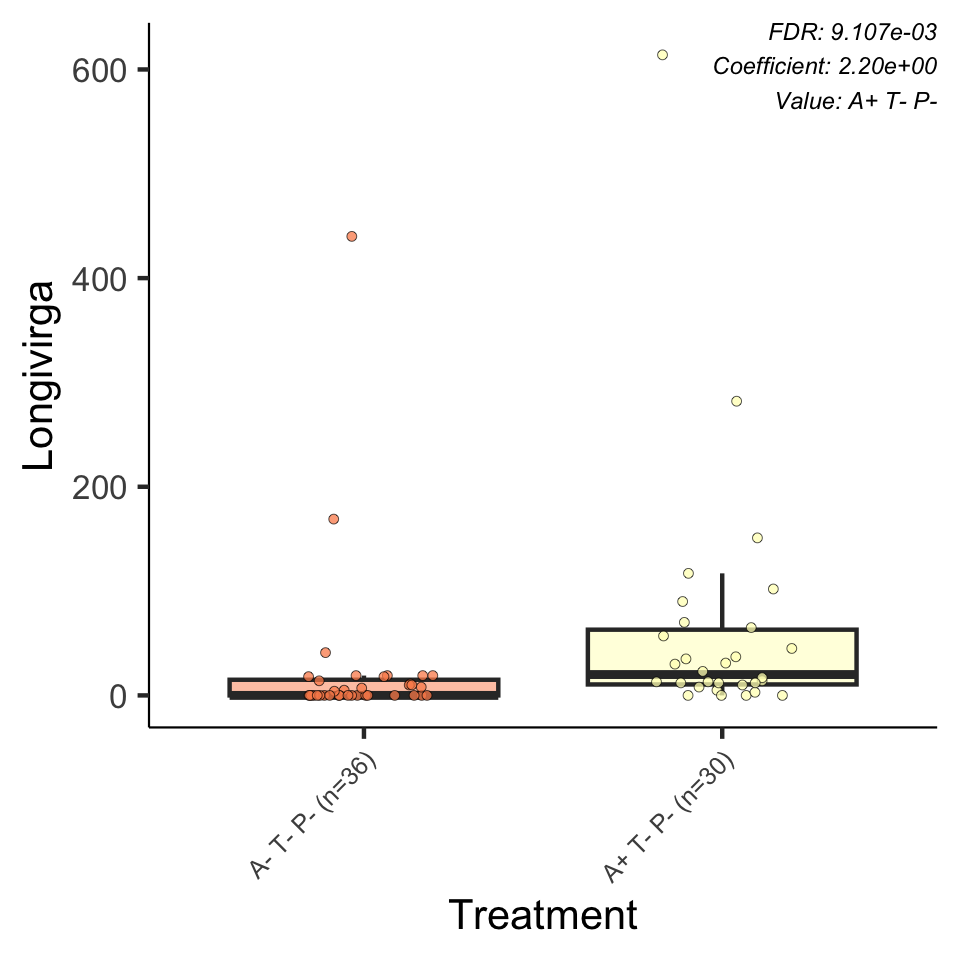 FDR: 9.107e-03
Coefficient: 2.20e+00
Value: A+ T- P-
600
400
200
0
Longivirga
A- T- P- (n=36)
A+ T- P- (n=30)
Treatment